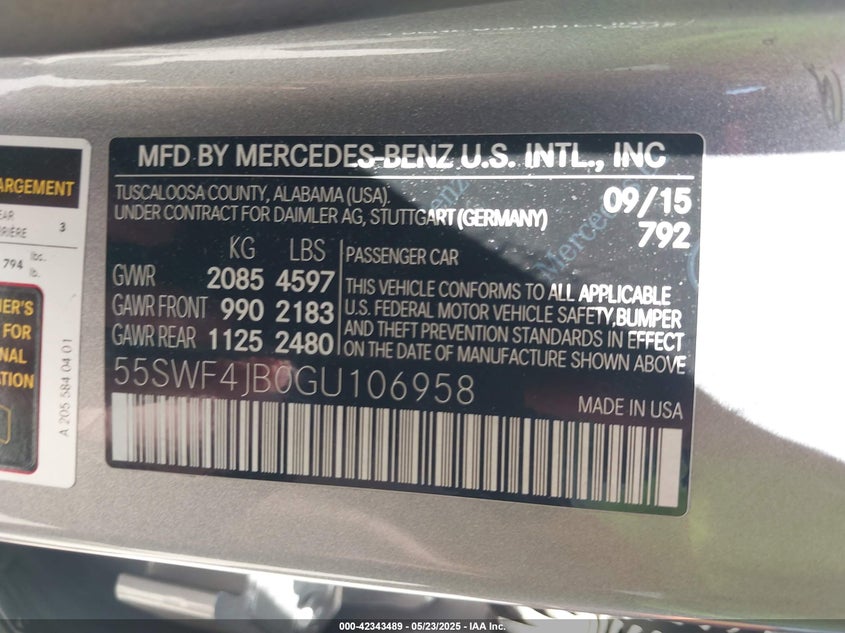 ARGEMENT
3
794
lbs.
lb.
FOR
A 205 584 04 01
MFD BY MERCEDES-BENZ U.S. INTL., INC
TUSCALOOSA COUNTY, ALABAMA (USA).
UNDER CONTRACT FOR DAIMLER AG, STUTTGART (GERMANY)
09/15
792
KG LBS
GVWR 2085 4597
GAWR FRONT 990 2183
GAWR REAR 1125 2480
PASSENGER CAR
THIS VEHICLE CONFORMS TO ALL APPLICABLE
U.S. FEDERAL MOTOR VEHICLE SAFETY, BUMPER
AND THEFT PREVENTION STANDARDS IN EFFECT
ON THE DATE OF MANUFACTURE SHOWN ABOVE
55SWF4JB0GU106958
MADE IN USA
000-42343489 - 05/23/2025 - IAA Inc.